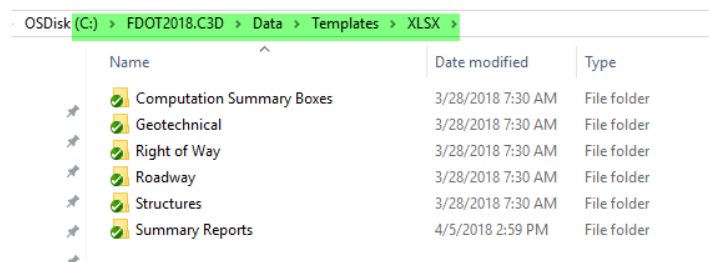 OSDisk (C:) > FDOT2018.C3D > Data > Templates > XLSX >
Name Date modified Type
Computation Summary Boxes 3/28/2018 7:30 AM File folder
Geotechnical 3/28/2018 7:30 AM File folder
Right of Way 3/28/2018 7:30 AM File folder
Roadway 3/28/2018 7:30 AM File folder
Structures 3/28/2018 7:30 AM File folder
Summary Reports 4/5/2018 2:59 PM File folder